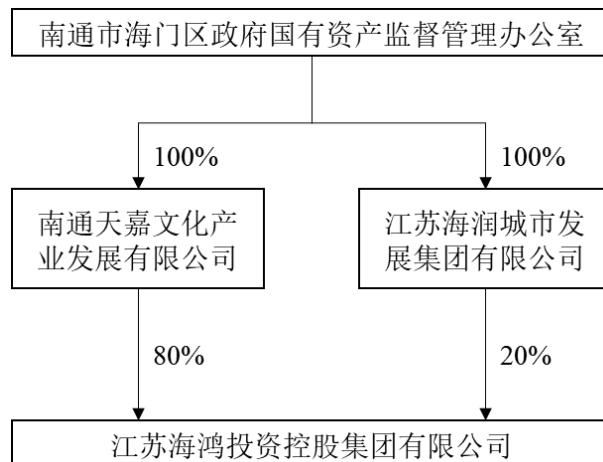 南通市海门区政府国有资产监督管理办公室
100%
100%
南通天嘉文化产
业发展有限公司
江苏海润城市发
展集团有限公司
80%
20%
江苏海鸿投资控股集团有限公司